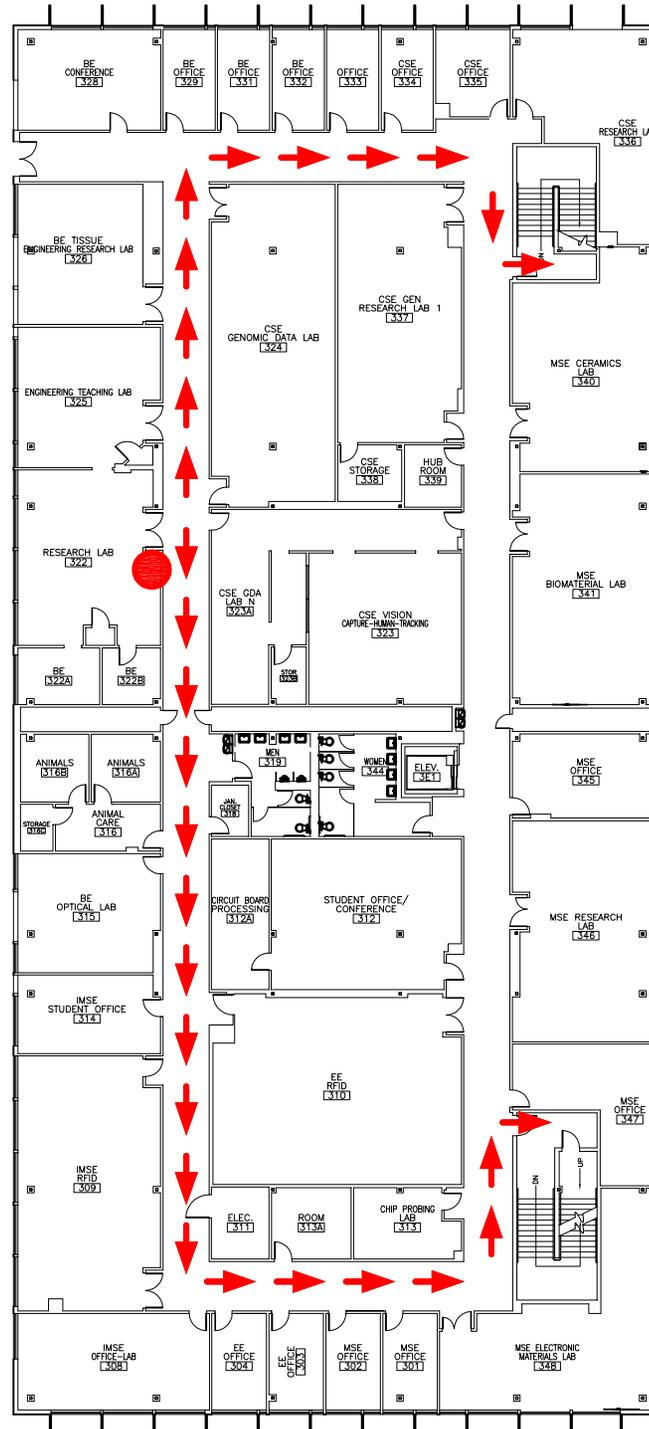 BE
CONFERENCE
328
BE
OFFICE
329
BE
OFFICE
331
BE
OFFICE
332
OFFICE
333
CSE
OFFICE
334
CSE
OFFICE
335
CSE
RESEARCH LA
336
BE TISSUE
ENGINEERING RESEARCH LAB
326
CSE
GENOMIC DATA LAB
324
CSE GEN
RESEARCH LAB 1
337
DN
ENGINEERING TEACHING LAB
325
MSE CERAMICS
LAB
340
CSE
STORAGE
338
HUB
ROOM
339
RESEARCH LAB
322
CSE GDA
LAB N
323A
CSE VISION
CAPTURE-HUMAN-TRACKING
323
MSE
BIOMATERIAL LAB
341
BE
322A
BE
322B
STOR
323B
ANIMALS
316B
ANIMALS
316A
MEN
319
WOMEN
344
ELEV.
3E1
MSE
OFFICE
345
STORAGE
316C
ANIMAL
CARE
316
JAN.
CLOSET
318
BE
OPTICAL LAB
315
CIRCUIT BOARD
PROCESSING
312A
STUDENT OFFICE/
CONFERENCE
312
MSE RESEARCH
LAB
346
IMSE
STUDENT OFFICE
314
EE
RFID
310
MSE
OFFICE
347
IMSE
RFID
309
DN
UP
ELEC.
311
ROOM
313A
CHIP PROBING
LAB
313
IMSE
OFFICE-LAB
308
EE
OFFICE
304
EE
OFFICE
303
MSE
OFFICE
302
MSE
OFFICE
301
MSE ELECTRONIC
MATERIALS LAB
348